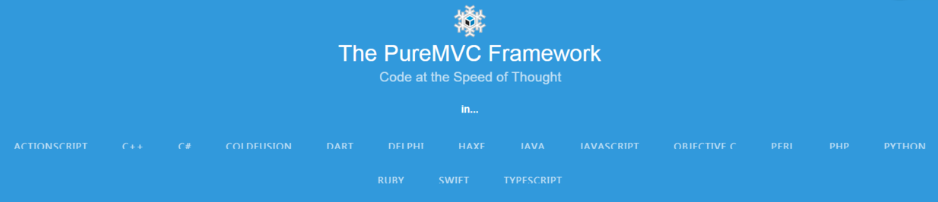 The PureMVC Framework
Code at the Speed of Thought
in...
ACTIONSCRIPT C++ C# COLDFUSION DART DELPHI HAXE JAVA JAVASCRIPT OBJECTIVE C PERL PHP PYTHON
RUBY SWIFT TYPESCRIPT